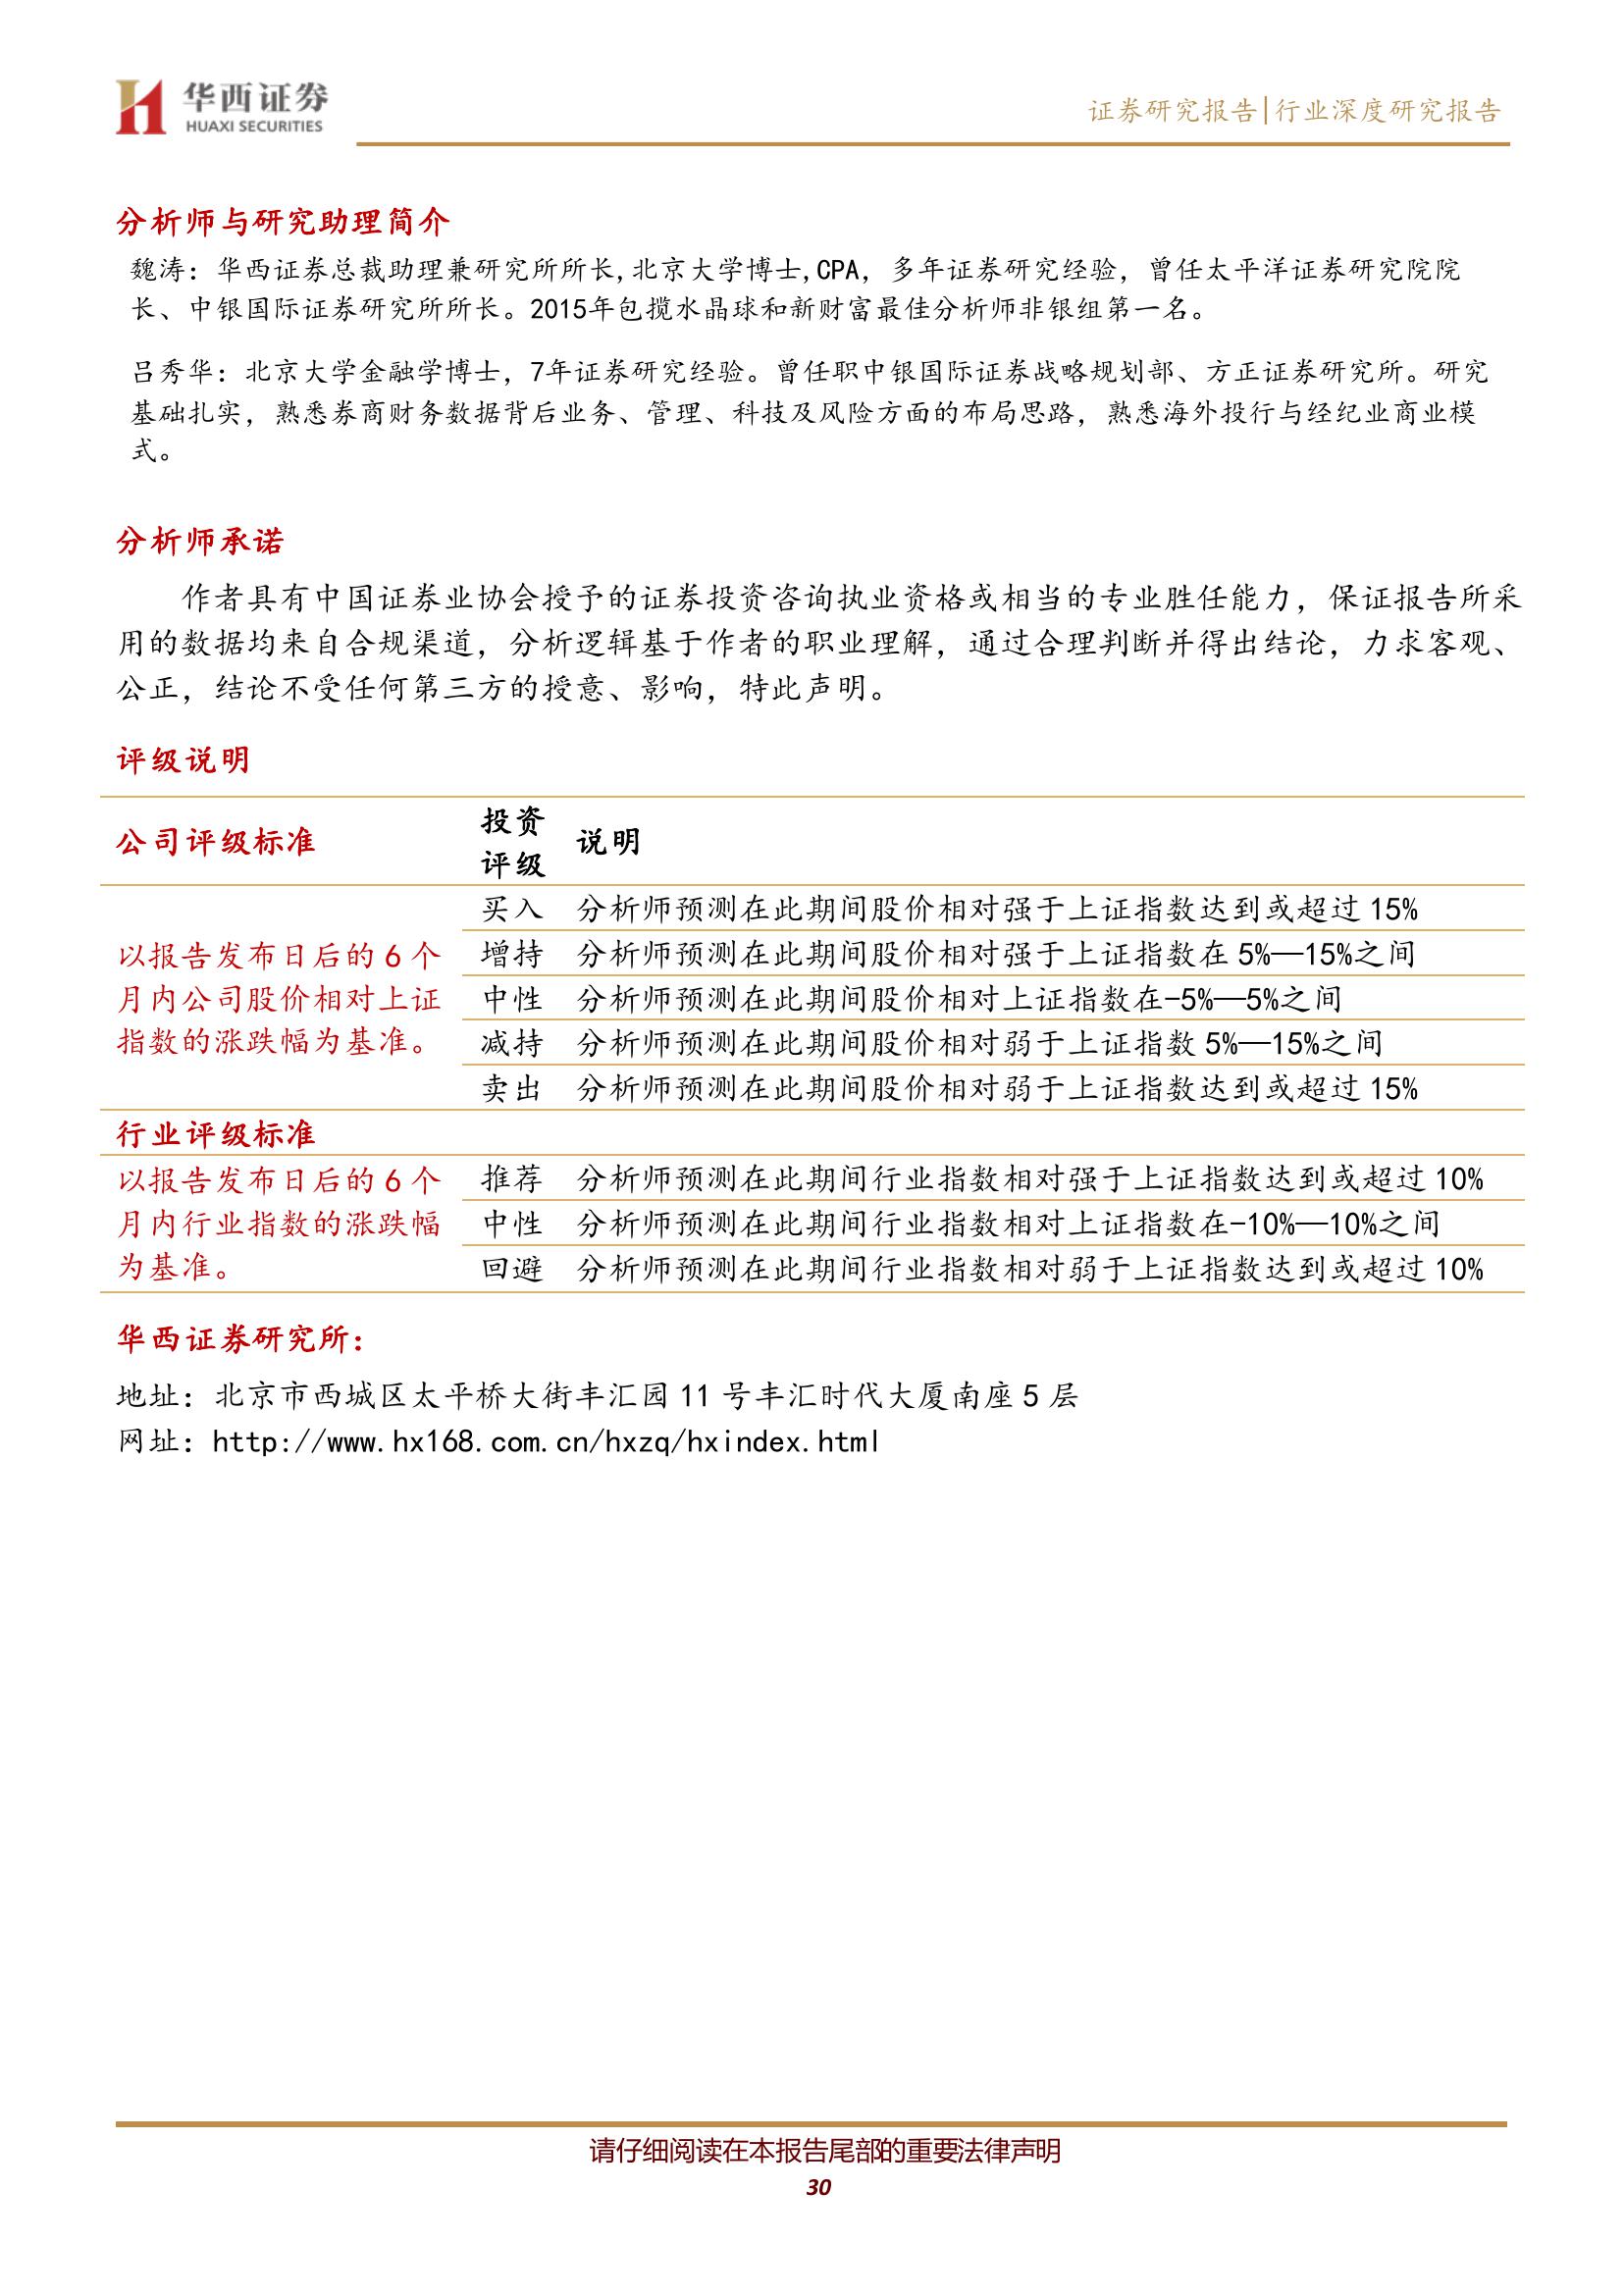 华西证券
HUAXI SECURITIES
证券研究报告|行业深度研究报告
分析师与研究助理简介
魏涛：华西证券总裁助理兼研究所所长,北京大学博士,CPA，多年证券研究经验，曾任太平洋证券研究院院
长、中银国际证券研究所所长。2015年包揽水晶球和新财富最佳分析师非银组第一名。
吕秀华：北京大学金融学博士，7年证券研究经验。曾任职中银国际证券战略规划部、方正证券研究所。研究
基础扎实，熟悉券商财务数据背后业务、管理、科技及风险方面的布局思路，熟悉海外投行与经纪业商业模
式。
分析师承诺
作者具有中国证券业协会授予的证券投资咨询执业资格或相当的专业胜任能力，保证报告所采
用的数据均来自合规渠道，分析逻辑基于作者的职业理解，通过合理判断并得出结论，力求客观、
公正，结论不受任何第三方的授意、影响，特此声明。
评级说明
公司评级标准
投资
评级
说明
以报告发布日后的 6 个
月内公司股价相对上证
指数的涨跌幅为基准。
买入 分析师预测在此期间股价相对强于上证指数达到或超过 15%
增持 分析师预测在此期间股价相对强于上证指数在 5%—15%之间
中性 分析师预测在此期间股价相对上证指数在-5%—5%之间
减持 分析师预测在此期间股价相对弱于上证指数 5%—15%之间
卖出 分析师预测在此期间股价相对弱于上证指数达到或超过 15%
行业评级标准
以报告发布日后的 6 个
月内行业指数的涨跌幅
为基准。
推荐 分析师预测在此期间行业指数相对强于上证指数达到或超过 10%
中性 分析师预测在此期间行业指数相对上证指数在-10%—10%之间
回避 分析师预测在此期间行业指数相对弱于上证指数达到或超过 10%
华西证券研究所：
地址：北京市西城区太平桥大街丰汇园 11 号丰汇时代大厦南座 5 层
网址：http://www.hx168.com.cn/hxzq/hxindex.html
请仔细阅读在本报告尾部的重要法律声明
30